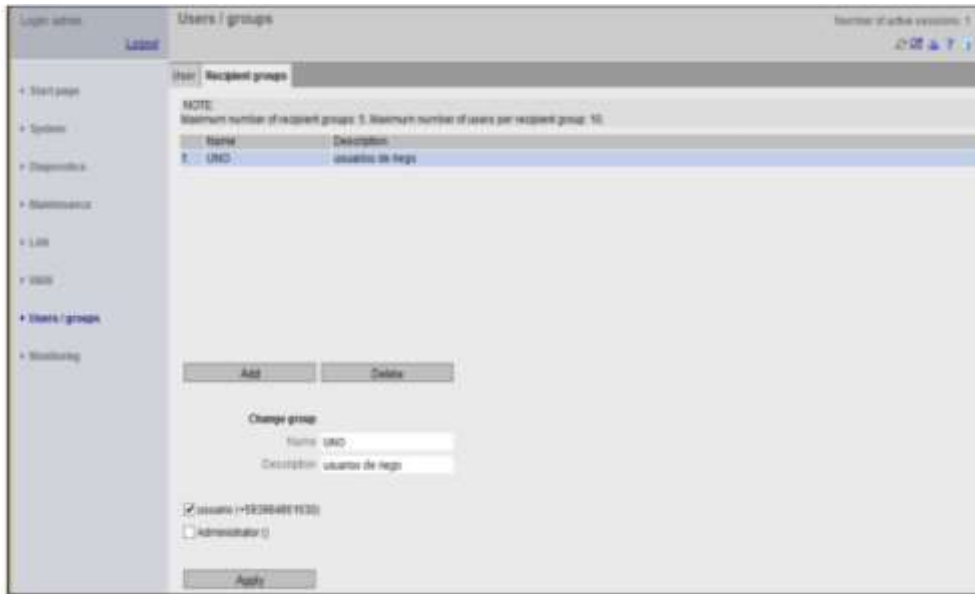 Login admin
Logout
Users / groups
Number of active sessions: 1
Start page
System
Diagnostics
Maintenance
LAN
Users / groups
Monitoring
User
Recipient groups
NOTE:
Maximum number of recipient groups: 5. Maximum number of users per recipient group: 10.
Name Description
1 UNO usuarios de riego
Add Delete
Change group
Name UNO
Description usuarios de riego
usuario
Administrator ()
Apply